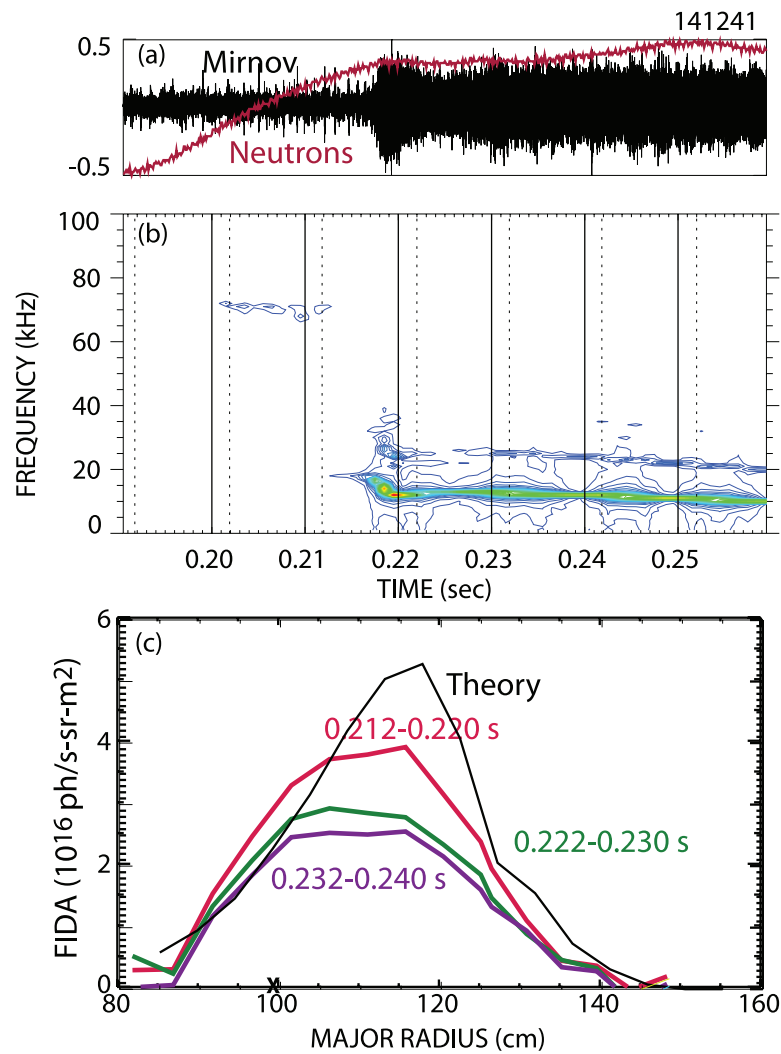 141241
0.5
(a)
Mirnov
Neutrons
-0.5
100
(b)
80
60
40
20
0
FREQUENCY (kHz)
0.20 0.21 0.22 0.23 0.24 0.25
TIME (sec)
6
(c)
Theory
0.212-0.220 s
4
0.222-0.230 s
2
0.232-0.240 s
0
x
FIDA (10¹⁶ ph/s-sr-m2)
80 100 120 140 160
MAJOR RADIUS (cm)